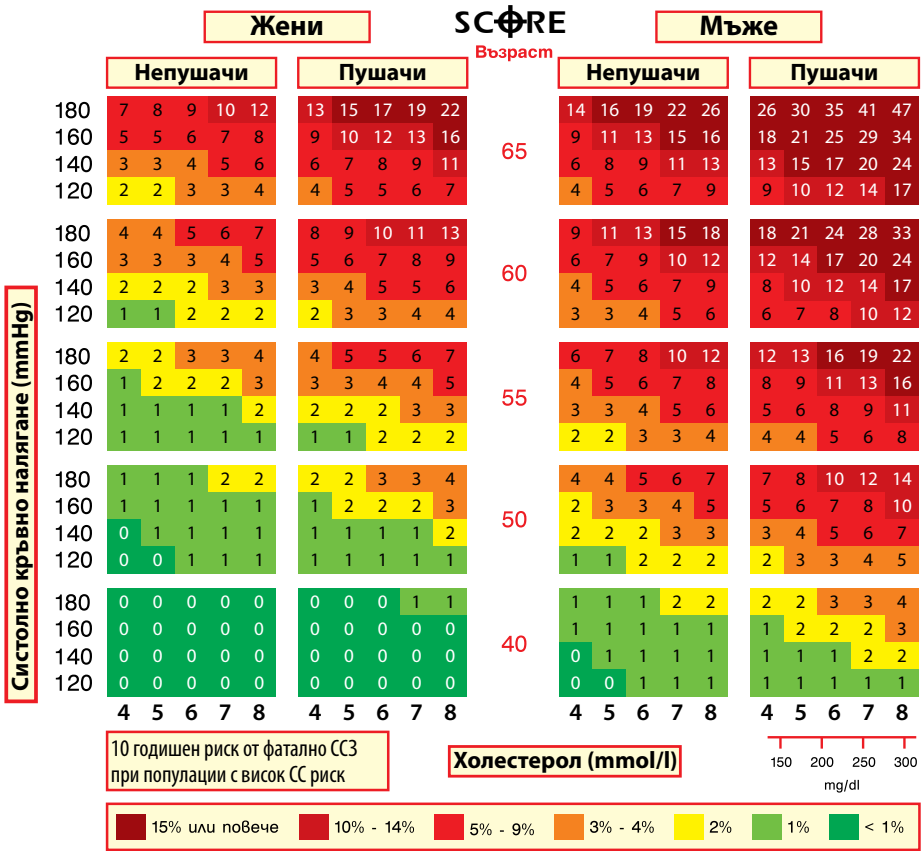 SCORE
Жени
Мъже
Възраст
Непушачи Пушачи Непушачи Пушачи
180 7 8 9 10 12 13 15 17 19 22 14 16 19 22 26 26 30 35 41 47
160 5 5 6 7 8 9 10 12 13 16 9 11 13 15 16 18 21 25 29 34
65
140 3 3 4 5 6 6 7 8 9 11 6 8 9 11 13 13 15 17 20 24
120 2 2 3 3 4 4 5 5 6 7 4 5 6 7 9 9 10 12 14 17
180 4 4 5 6 7 8 9 10 11 13 9 11 13 15 18 18 21 24 28 33
160 3 3 3 4 5 5 6 7 8 9 6 7 9 10 12 12 14 17 20 24
60
140 2 2 2 3 3 3 4 5 5 6 4 5 6 7 9 8 10 12 14 17
120 1 1 2 2 2 2 3 3 4 4 3 3 4 5 6 6 7 8 10 12
180 2 2 3 3 4 4 5 5 6 7 6 7 8 10 12 12 13 16 19 22
160 1 2 2 2 3 3 3 4 4 5 4 5 6 7 8 8 9 11 13 16
55
140 1 1 1 1 2 2 2 2 3 3 3 3 4 5 6 5 6 8 9 11
120 1 1 1 1 1 1 1 2 2 2 2 2 3 3 4 4 4 5 6 8
180 1 1 1 2 2 2 2 3 3 4 4 4 5 6 7 7 8 10 12 14
160 1 1 1 1 1 1 2 2 2 3 2 3 3 4 5 5 6 7 8 10
50
140 0 1 1 1 1 1 1 1 1 2 2 2 2 3 3 3 4 5 6 7
120 0 0 1 1 1 1 1 1 1 1 1 1 2 2 2 2 3 3 4 5
180 0 0 0 0 0 0 0 0 1 1 1 1 1 2 2 2 2 3 3 4
160 0 0 0 0 0 0 0 0 0 0 1 1 1 1 1 1 2 2 2 3
40
140 0 0 0 0 0 0 0 0 0 0 0 1 1 1 1 1 1 1 2 2
120 0 0 0 0 0 0 0 0 0 0 0 0 1 1 1 1 1 1 1 1
4 5 6 7 8 4 5 6 7 8 4 5 6 7 8 4 5 6 7 8
Систолно кръвно налягане (mmHg)
10 годишен риск от фатално ССЗ
при популации с висок СС риск
Холестерол (mmol/l)
150 200 250 300
mg/dl
15% или повече 10% - 14% 5% - 9% 3% - 4% 2% 1% < 1%